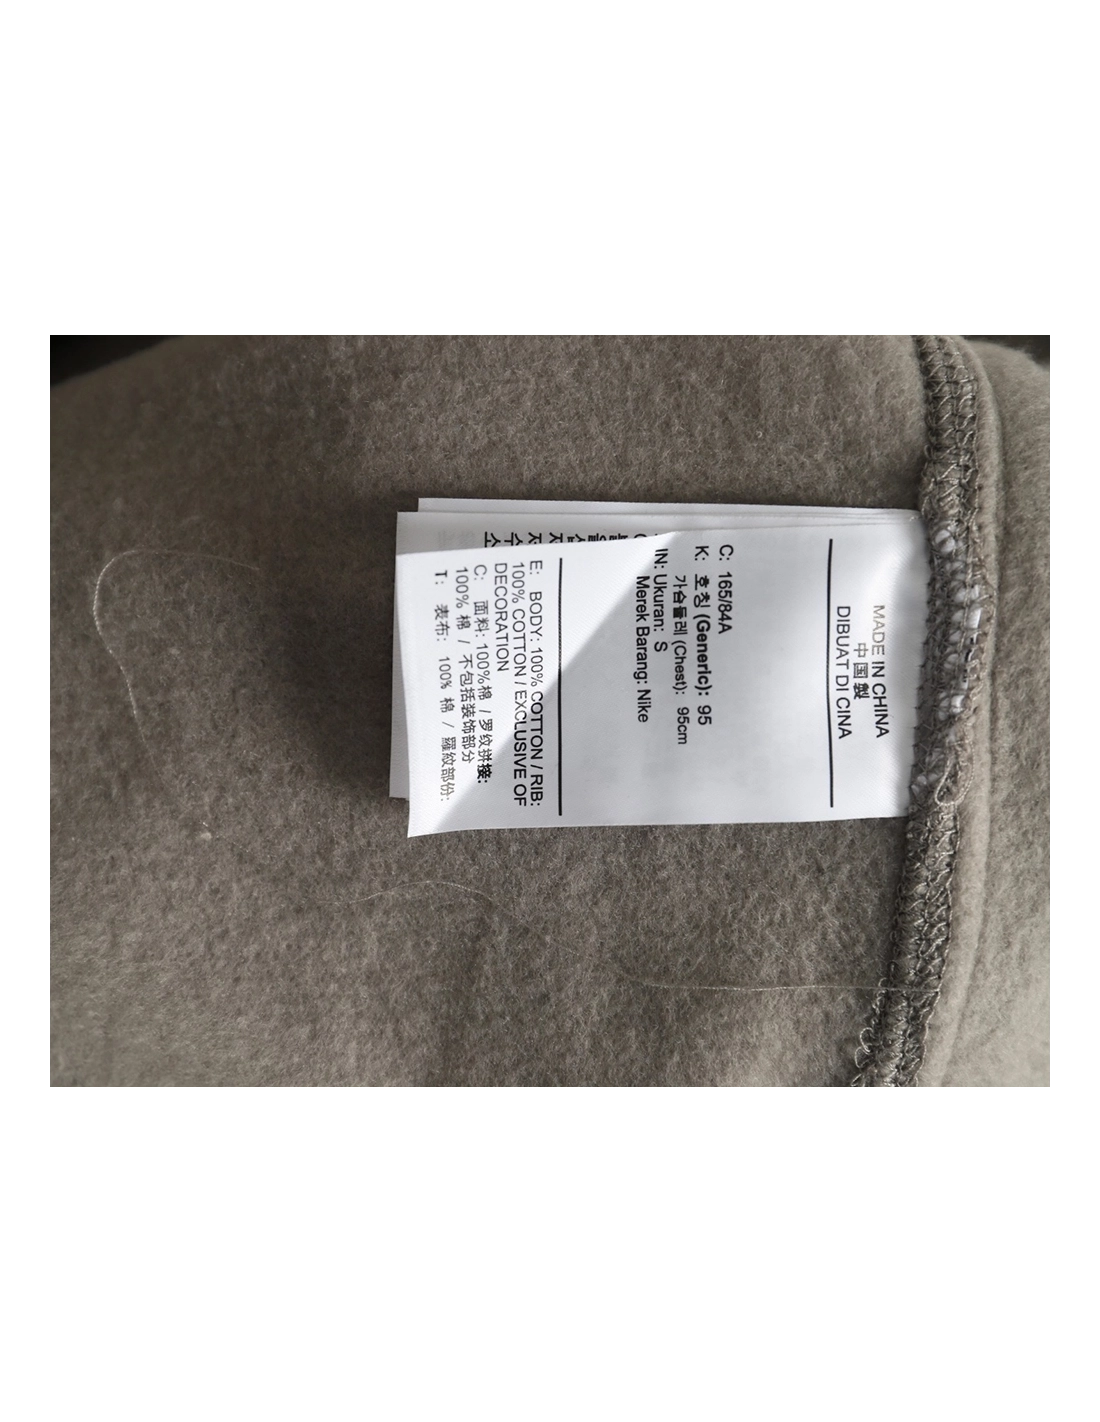 MADE IN CHINA
中国製
DIBUAT DI CINA
C: 165/84A
K: 호칭 (Generic): 95
가슴둘레 (Chest): 95cm
IN: Ukuran: S
Merek Barang: Nike
E: BODY: 100% COTTON / RIB:
100% COTTON / EXCLUSIVE OF
DECORATION
C: 面料: 100%棉 / 罗纹拼接:
100% 棉 / 不包括装饰部分
T: 表布: 100% 棉 / 羅紋部份: